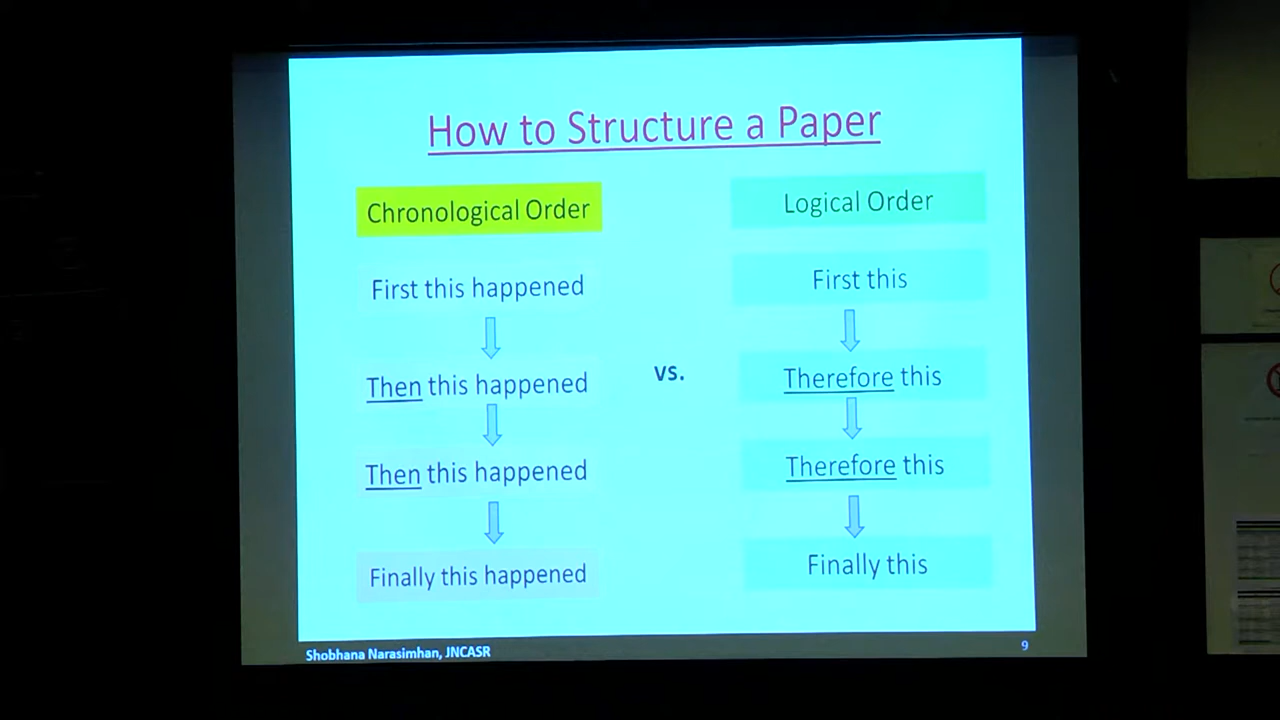 How to Structure a Paper
Chronological Order
First this happened
Then this happened
Then this happened
Finally this happened
vs.
Logical Order
First this
Therefore this
Therefore this
Finally this
Shobhana Narasimhan, JNCASR
9